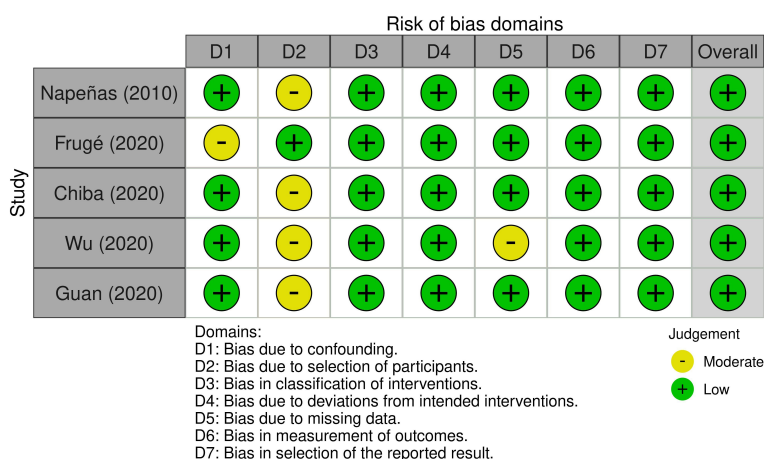 Risk of bias domains
D1 D2 D3 D4 D5 D6 D7 Overall
Study
Napeñas (2010) + - + + + + + +
Frugé (2020) - + + + + + + +
Chiba (2020) + - + + + + + +
Wu (2020) + - + + - + + +
Guan (2020) + - + + + + + +
Domains:
D1: Bias due to confounding.
D2: Bias due to selection of participants.
D3: Bias in classification of interventions.
D4: Bias due to deviations from intended interventions.
D5: Bias due to missing data.
D6: Bias in measurement of outcomes.
D7: Bias in selection of the reported result.
Judgement
- Moderate
+ Low